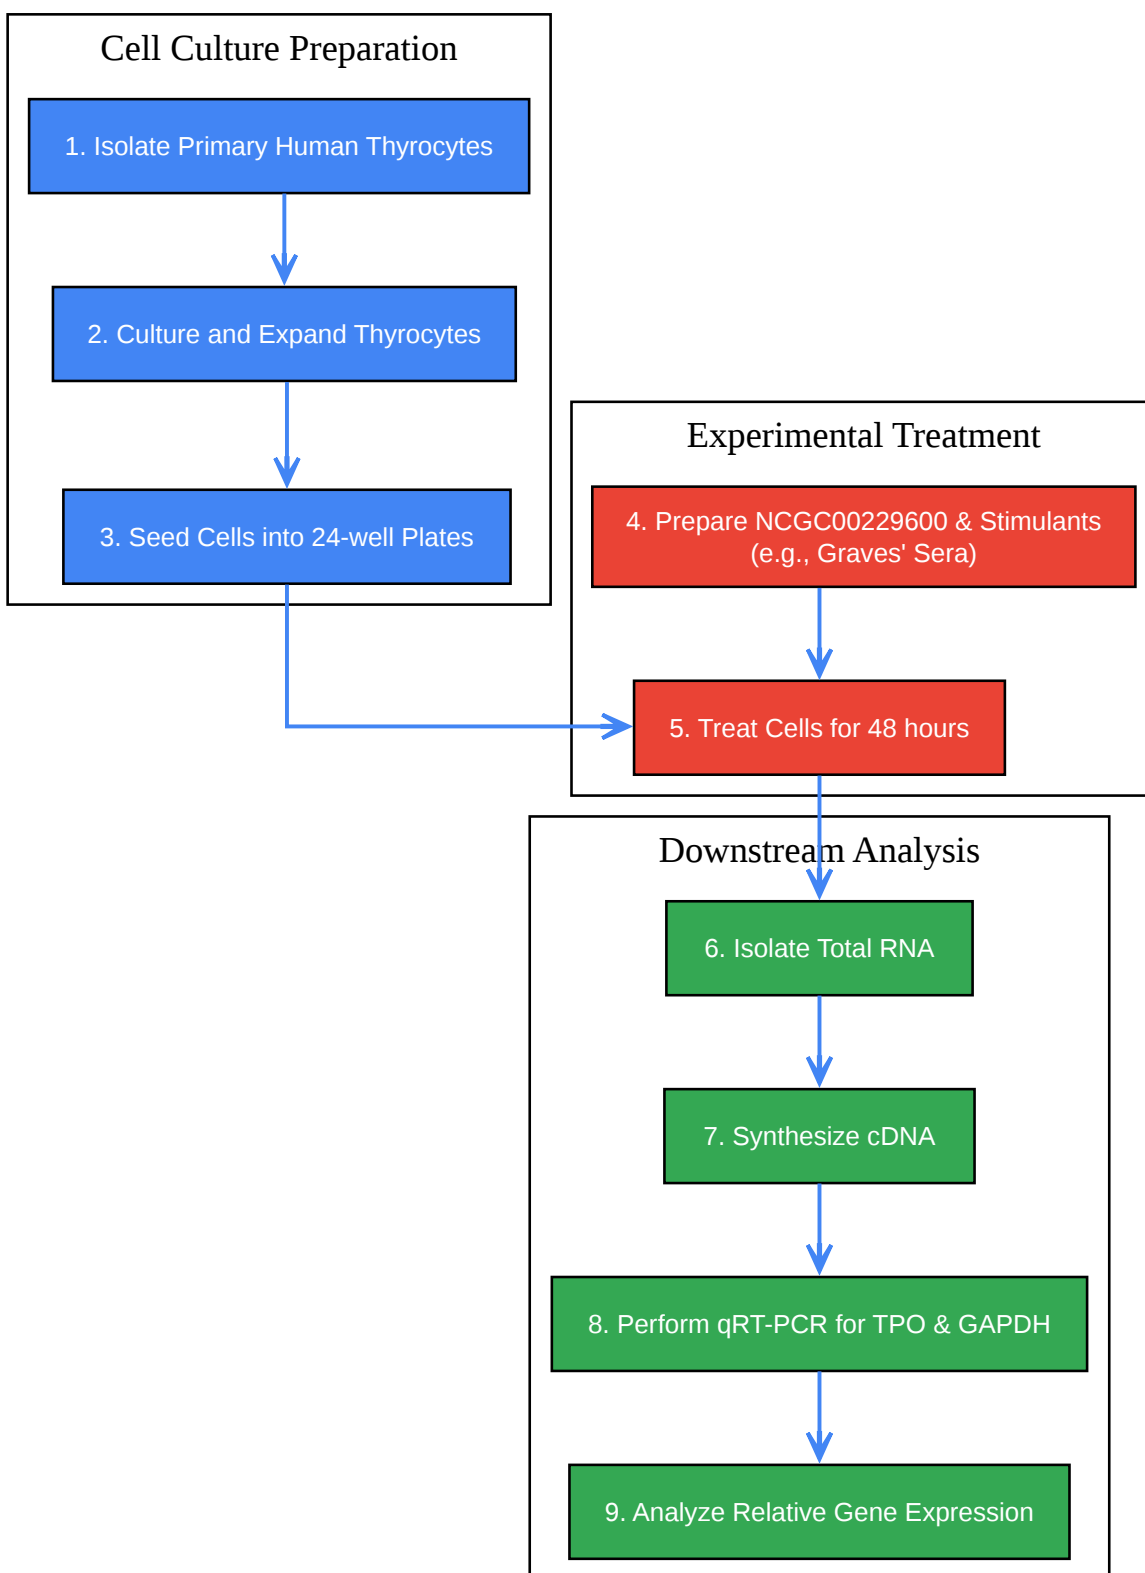 Cell Culture Preparation
1. Isolate Primary Human Thyrocytes
2. Culture and Expand Thyrocytes
3. Seed Cells into 24-well Plates
Experimental Treatment
4. Prepare NCGC00229600 & Stimulants
(e.g., Graves' Sera)
5. Treat Cells for 48 hours
Downstream Analysis
6. Isolate Total RNA
7. Synthesize cDNA
8. Perform qRT-PCR for TPO & GAPDH
9. Analyze Relative Gene Expression